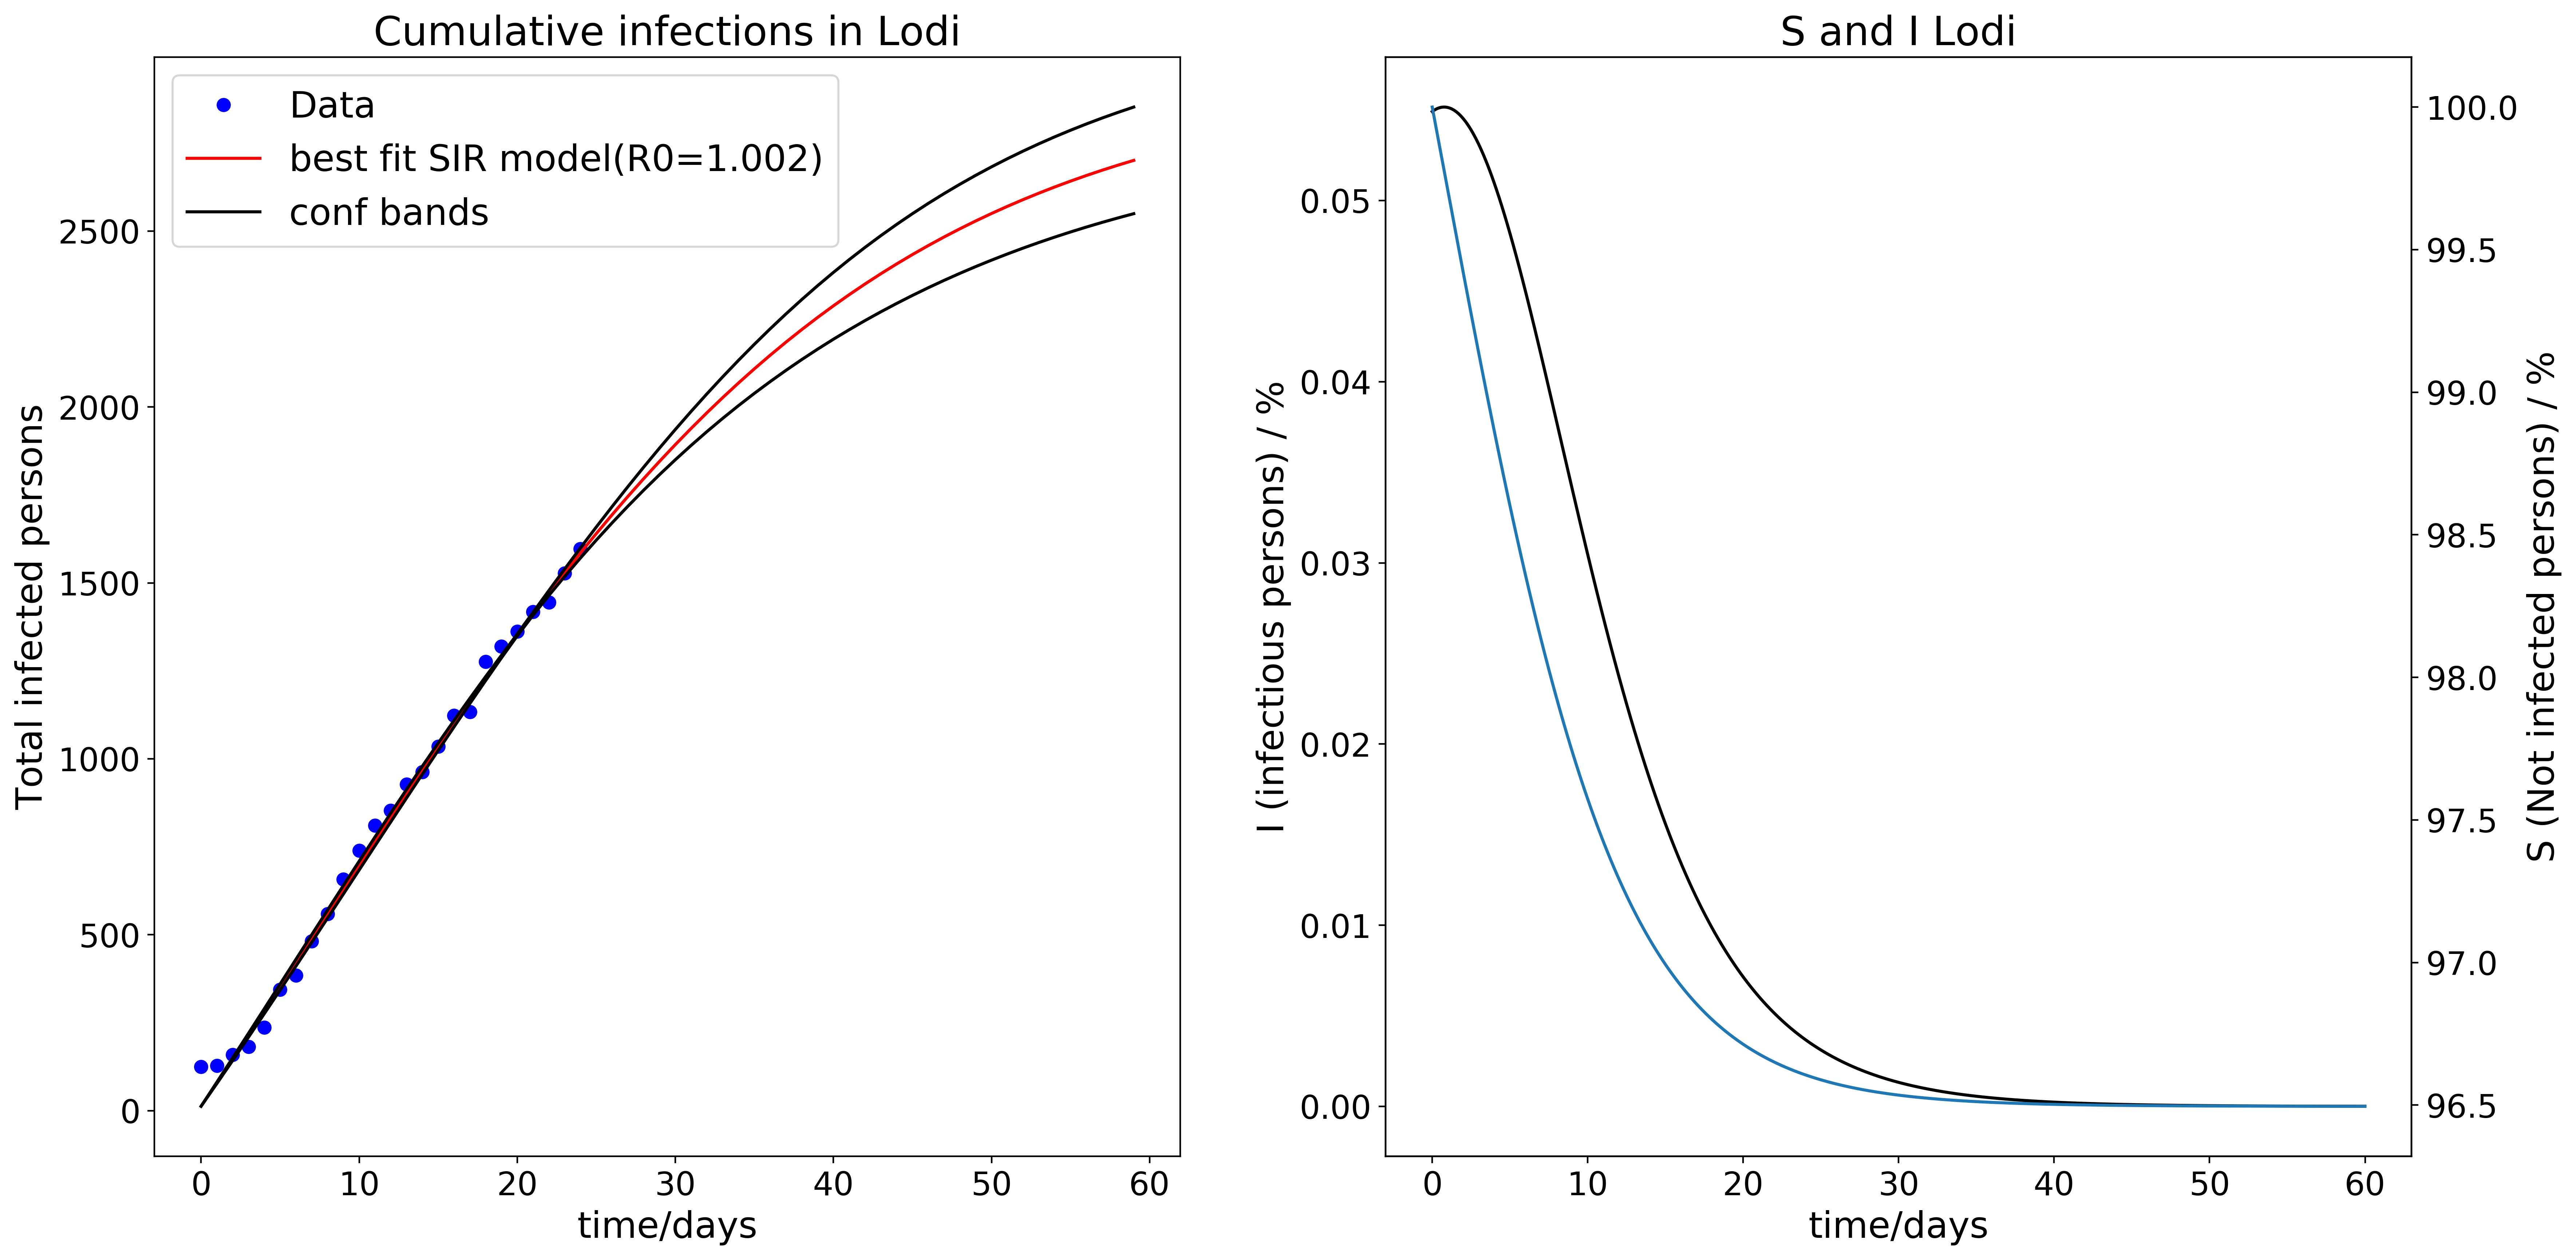 Cumulative infections in Lodi
Data
best fit SIR model(R0=1.002)
conf bands
Total infected persons
2500
2000
1500
1000
500
0
0 10 20 30 40 50 60
time/days
S and I Lodi
I (infectious persons) / %
0.05
0.04
0.03
0.02
0.01
0.00
100.0
99.5
99.0
98.5
98.0
97.5
97.0
96.5
S (Not infected persons) / %
0 10 20 30 40 50 60
time/days